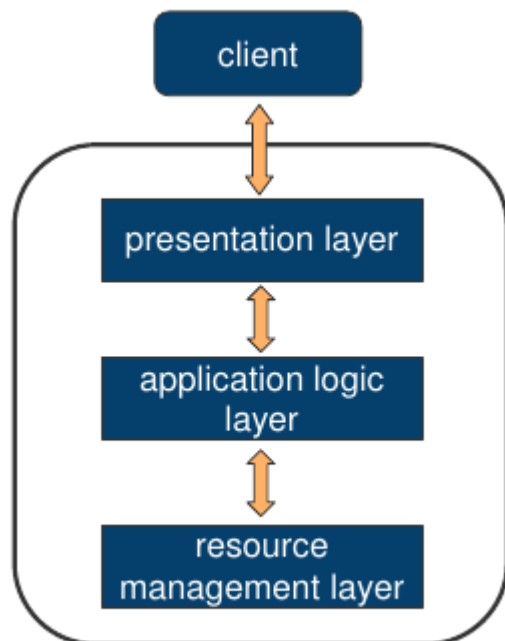 client
presentation layer
application logic
layer
resource
management layer